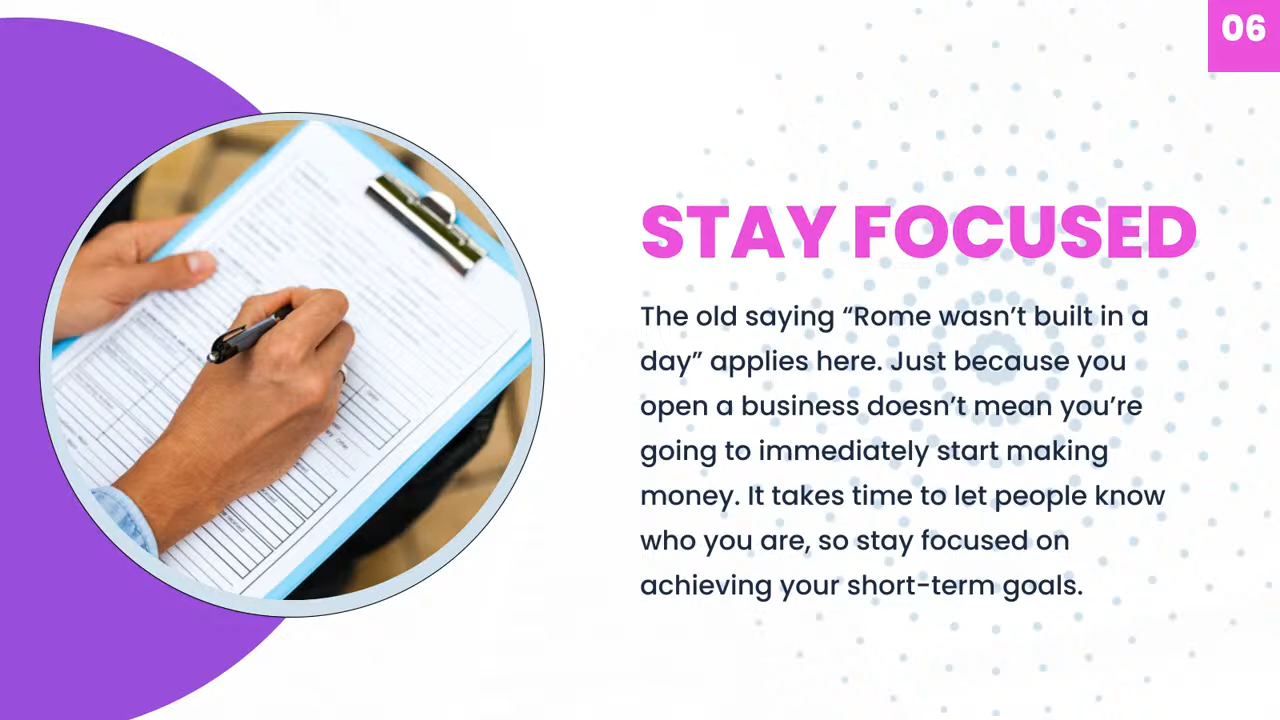 06
STAY FOCUSED
The old saying “Rome wasn’t built in a
day” applies here. Just because you
open a business doesn’t mean you’re
going to immediately start making
money. It takes time to let people know
who you are, so stay focused on
achieving your short-term goals.